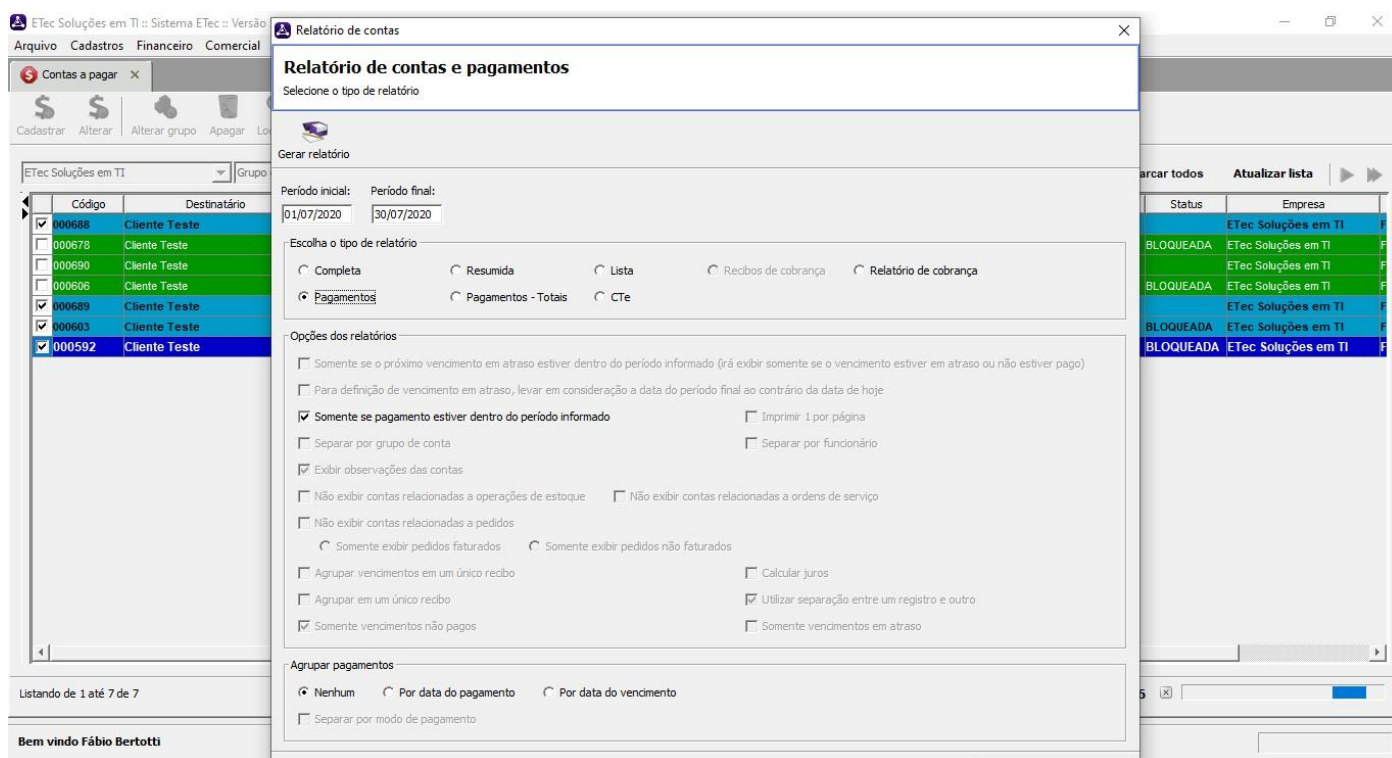 ETec Soluções em TI :: Sistema ETec :: Versão
Relatório de contas
Arquivo Cadastros Financeiro Comercial
Contas a pagar
Relatório de contas e pagamentos
Selecione o tipo de relatório
Cadastrar Alterar Alterar grupo Apagar Lo
Gerar relatório
ETec Soluções em TI Grupo
arcar todos Atualizar lista
Período inicial: Período final:
01/07/2020 30/07/2020
Código Destinatário Status Empresa
000688 Cliente Teste ETec Soluções em TI F
000678 Cliente Teste BLOQUEADA ETec Soluções em TI F
000690 Cliente Teste ETec Soluções em TI F
000606 Cliente Teste BLOQUEADA ETec Soluções em TI F
000689 Cliente Teste ETec Soluções em TI F
000603 Cliente Teste BLOQUEADA ETec Soluções em TI F
000592 Cliente Teste BLOQUEADA ETec Soluções em TI F
Escolha o tipo de relatório
Completa Resumida Lista Recibos de cobrança Relatório de cobrança
Pagamentos Pagamentos - Totais CTe
Opções dos relatórios
Somente se o próximo vencimento em atraso estiver dentro do período informado (irá exibir somente se o vencimento estiver em atraso ou não estiver pago)
Para definição de vencimento em atraso, levar em consideração a data do período final ao contrário da data de hoje
Somente se pagamento estiver dentro do período informado Imprimir 1 por página
Separar por grupo de conta Separar por funcionário
Exibir observações das contas
Não exibir contas relacionadas a operações de estoque Não exibir contas relacionadas a ordens de serviço
Não exibir contas relacionadas a pedidos
Somente exibir pedidos faturados Somente exibir pedidos não faturados
Agrupar vencimentos em um único recibo Calcular juros
Agrupar em um único recibo Utilizar separação entre um registro e outro
Somente vencimentos não pagos Somente vencimentos em atraso
Agrupar pagamentos
Nenhum Por data do pagamento Por data do vencimento
Separar por modo de pagamento
Listando de 1 até 7 de 7
Bem vindo Fábio Bertotti